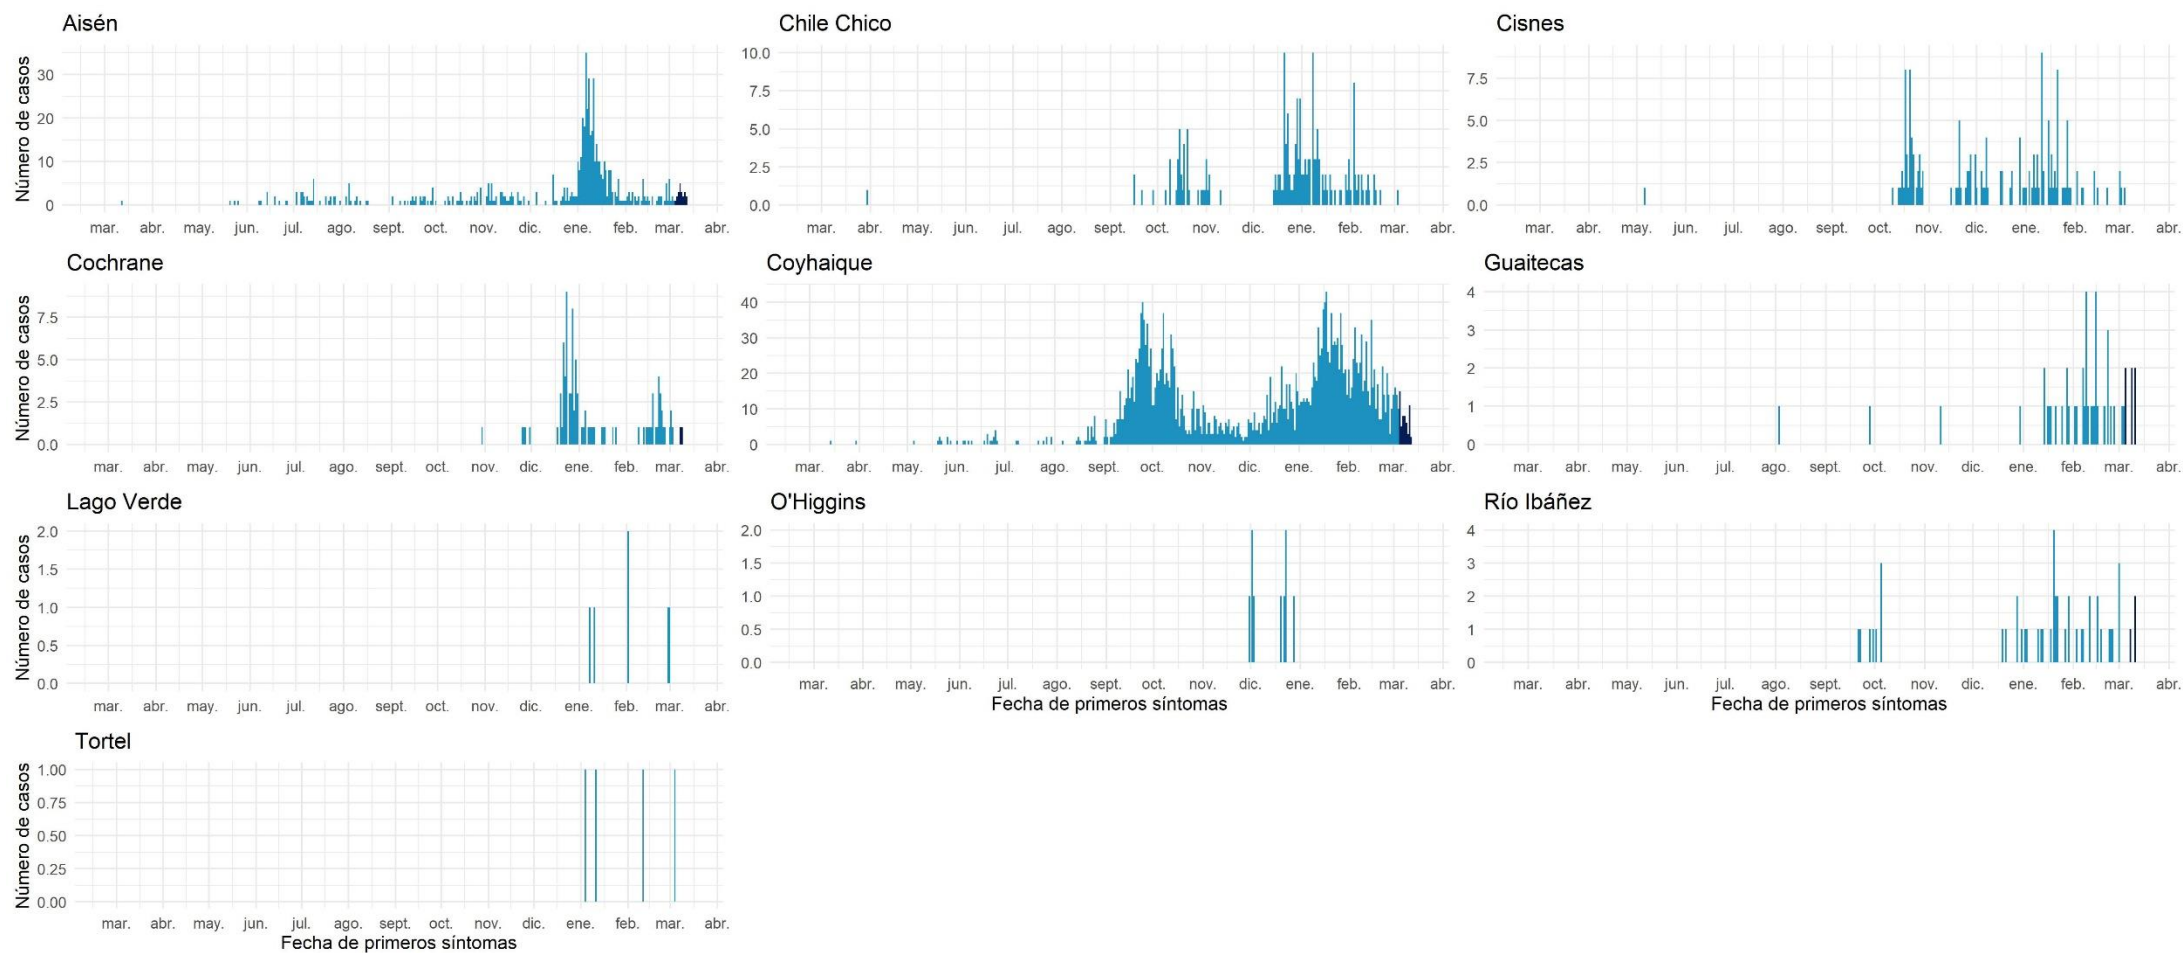 Aisén
Número de casos
30
20
10
0
mar. abr. may. jun. jul. ago. sept. oct. nov. dic. ene. feb. mar. abr.
Chile Chico
10.0
7.5
5.0
2.5
0.0
mar. abr. may. jun. jul. ago. sept. oct. nov. dic. ene. feb. mar. abr.
Cisnes
7.5
5.0
2.5
0.0
mar. abr. may. jun. jul. ago. sept. oct. nov. dic. ene. feb. mar. abr.
Cochrane
Número de casos
7.5
5.0
2.5
0.0
mar. abr. may. jun. jul. ago. sept. oct. nov. dic. ene. feb. mar. abr.
Coyhaique
40
30
20
10
0
mar. abr. may. jun. jul. ago. sept. oct. nov. dic. ene. feb. mar. abr.
Guaitecas
4
3
2
1
0
mar. abr. may. jun. jul. ago. sept. oct. nov. dic. ene. feb. mar. abr.
Lago Verde
Número de casos
2.0
1.5
1.0
0.5
0.0
mar. abr. may. jun. jul. ago. sept. oct. nov. dic. ene. feb. mar. abr.
O'Higgins
2.0
1.5
1.0
0.5
0.0
mar. abr. may. jun. jul. ago. sept. oct. nov. dic. ene. feb. mar. abr.
Fecha de primeros síntomas
Río Ibáñez
4
3
2
1
0
mar. abr. may. jun. jul. ago. sept. oct. nov. dic. ene. feb. mar. abr.
Fecha de primeros síntomas
Tortel
Número de casos
1.00
0.75
0.50
0.25
0.00
mar. abr. may. jun. jul. ago. sept. oct. nov. dic. ene. feb. mar. abr.
Fecha de primeros síntomas